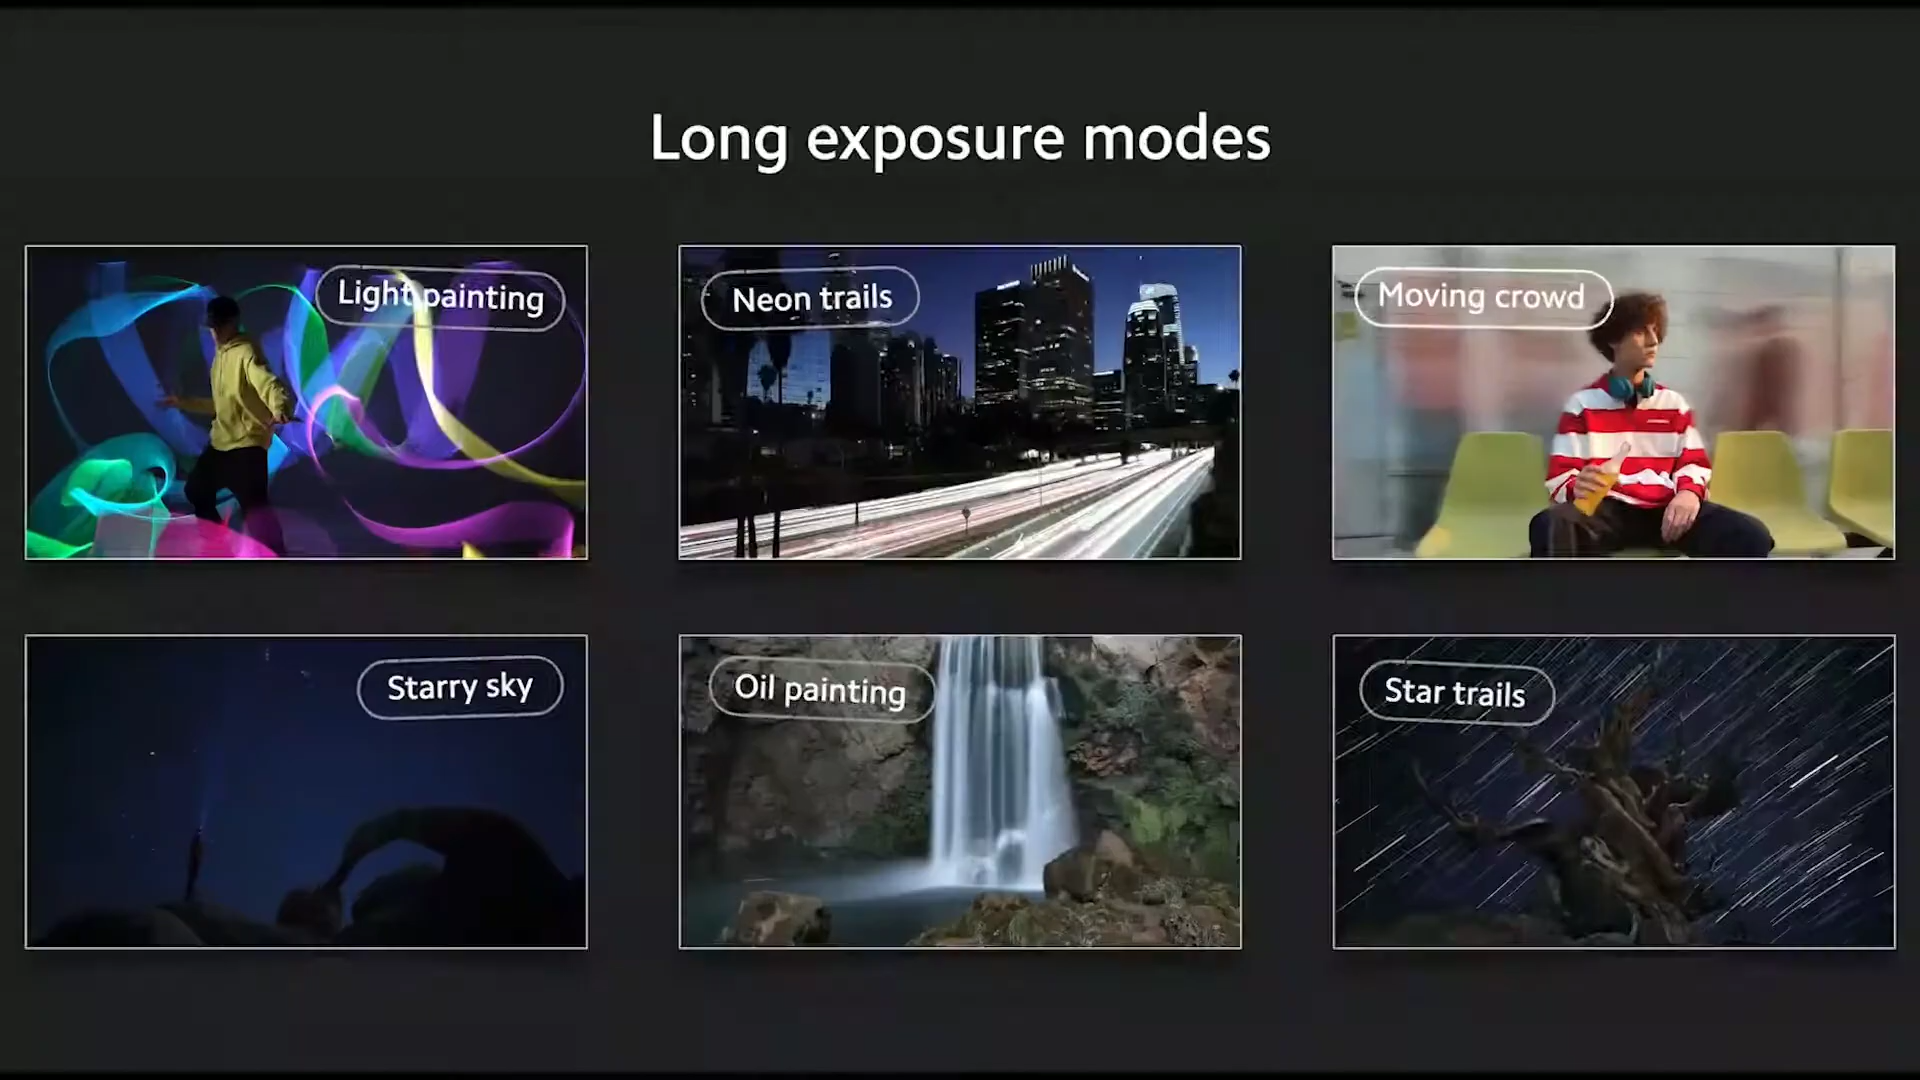 Long exposure modes
Light painting
Neon trails
Moving crowd
Starry sky
Oil painting
Star trails